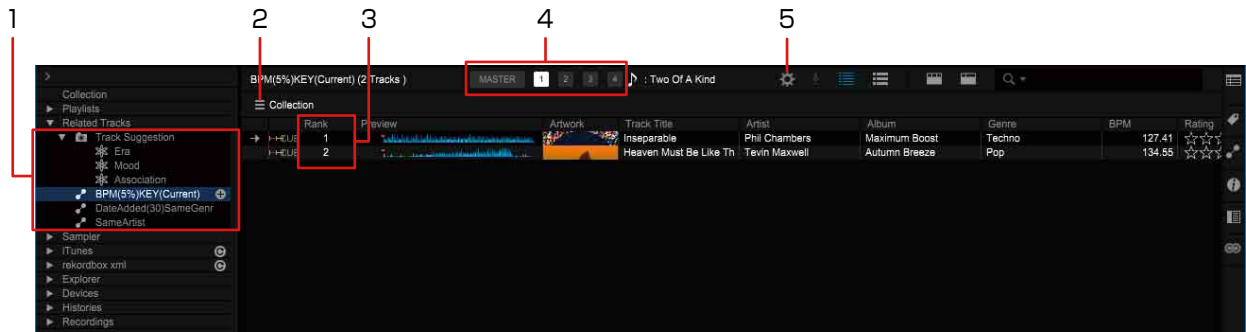 1 2 3 4 5
BPM(5%)KEY(Current) (2 Tracks ) MASTER 1 2 3 4 : Two Of A Kind
Collection
Playlists
Related Tracks
Track Suggestion
Era
Mood
Association
BPM(5%)KEY(Current)
DateAdded(30)SameGenr
SameArtist
Sampler
iTunes
rekordbox xml
Explorer
Devices
Histories
Recordings
Collection
Rank Preview Artwork Track Title Artist Album Genre BPM Rating
CUE 1 Inseparable Phil Chambers Maximum Boost Techno 127.41
CUE 2 Heaven Must Be Like Th Tevin Maxwell Autumn Breeze Pop 134.55